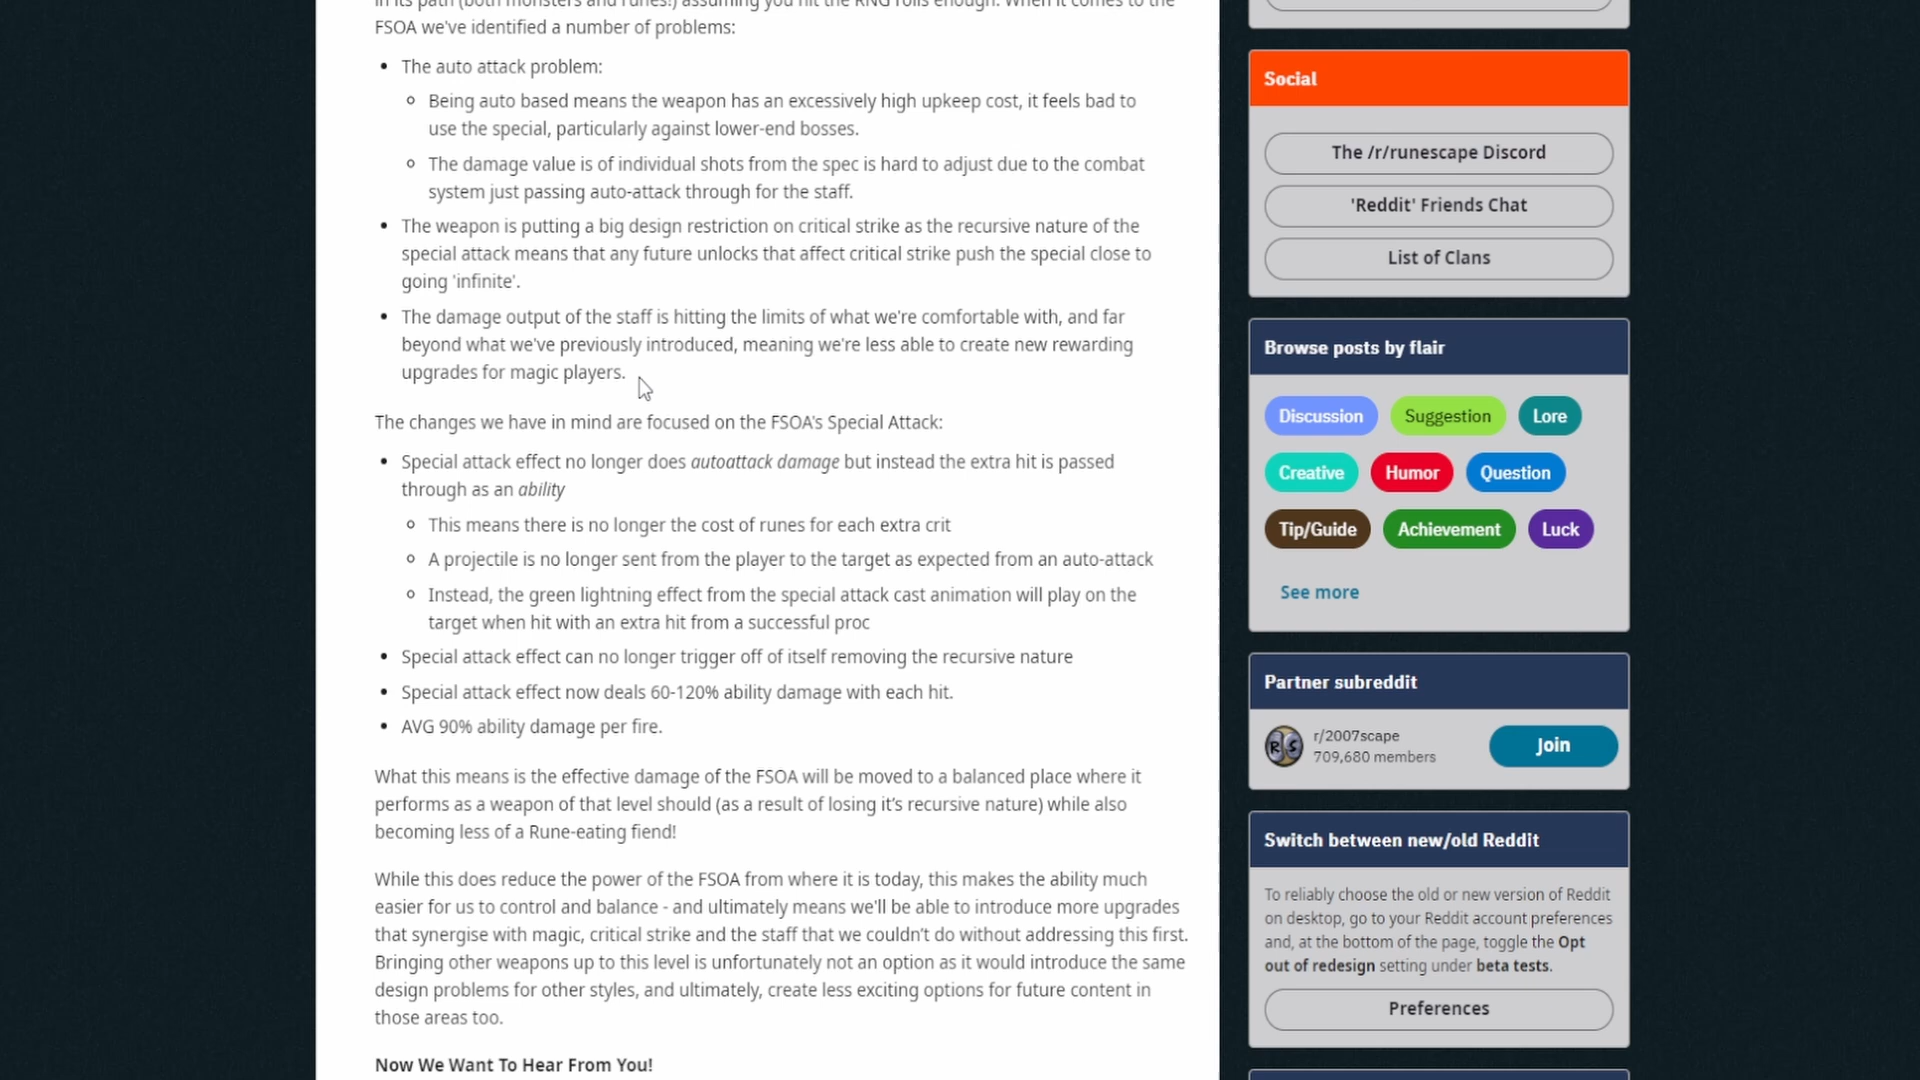 in its path (both monsters and runes!) assuming you hit the RNG rolls enough. When it comes to the
FSOA we've identified a number of problems:
• The auto attack problem:
Being auto based means the weapon has an excessively high upkeep cost, it feels bad to
use the special, particularly against lower-end bosses.
The damage value is of individual shots from the spec is hard to adjust due to the combat
system just passing auto-attack through for the staff.
• The weapon is putting a big design restriction on critical strike as the recursive nature of the
special attack means that any future unlocks that affect critical strike push the special close to
going 'infinite'.
• The damage output of the staff is hitting the limits of what we're comfortable with, and far
beyond what we've previously introduced, meaning we're less able to create new rewarding
upgrades for magic players.
The changes we have in mind are focused on the FSOA's Special Attack:
• Special attack effect no longer does autoattack damage but instead the extra hit is passed
through as an ability
This means there is no longer the cost of runes for each extra crit
A projectile is no longer sent from the player to the target as expected from an auto-attack
Instead, the green lightning effect from the special attack cast animation will play on the
target when hit with an extra hit from a successful proc
• Special attack effect can no longer trigger off of itself removing the recursive nature
• Special attack effect now deals 60-120% ability damage with each hit.
• AVG 90% ability damage per fire.
What this means is the effective damage of the FSOA will be moved to a balanced place where it
performs as a weapon of that level should (as a result of losing it's recursive nature) while also
becoming less of a Rune-eating fiend!
While this does reduce the power of the FSOA from where it is today, this makes the ability much
easier for us to control and balance - and ultimately means we'll be able to introduce more upgrades
that synergise with magic, critical strike and the staff that we couldn't do without addressing this first.
Bringing other weapons up to this level is unfortunately not an option as it would introduce the same
design problems for other styles, and ultimately, create less exciting options for future content in
those areas too.
Now We Want To Hear From You!
Social
The /r/runescape Discord
'Reddit' Friends Chat
List of Clans
Browse posts by flair
Discussion Suggestion Lore
Creative Humor Question
Tip/Guide Achievement Luck
See more
Partner subreddit
r/2007scape
709,680 members
Join
Switch between new/old Reddit
To reliably choose the old or new version of Reddit
on desktop, go to your Reddit account preferences
and, at the bottom of the page, toggle the Opt
out of redesign setting under beta tests.
Preferences